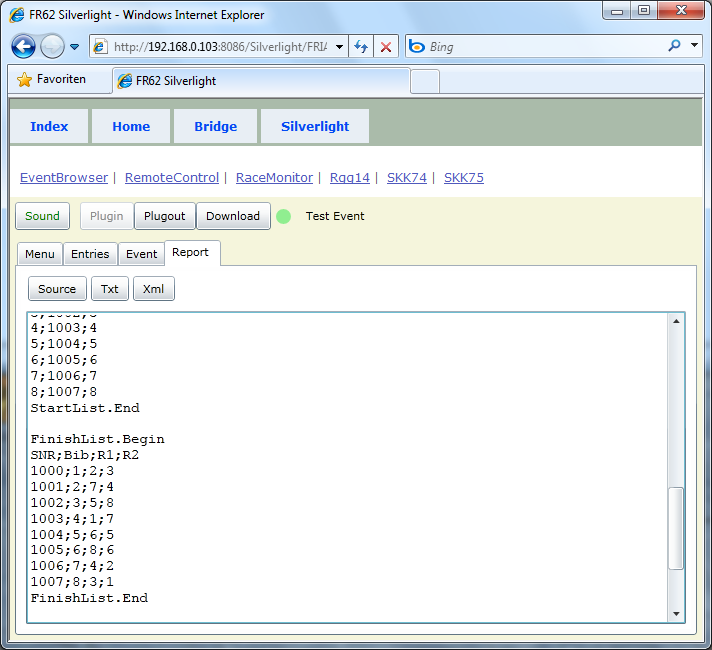 FR62 Silverlight - Windows Internet Explorer
http://192.168.0.103:8086/Silverlight/FRIA
Bing
Favoriten
FR62 Silverlight
Index Home Bridge Silverlight
EventBrowser | RemoteControl | RaceMonitor | Rgg14 | SKK74 | SKK75
Sound Plugin Plugout Download Test Event
Menu Entries Event Report
Source Txt Xml
3;1002;3
4;1003;4
5;1004;5
6;1005;6
7;1006;7
8;1007;8
StartList.End
FinishList.Begin
SNR;Bib;R1;R2
1000;1;2;3
1001;2;7;4
1002;3;5;8
1003;4;1;7
1004;5;6;5
1005;6;8;6
1006;7;4;2
1007;8;3;1
FinishList.End